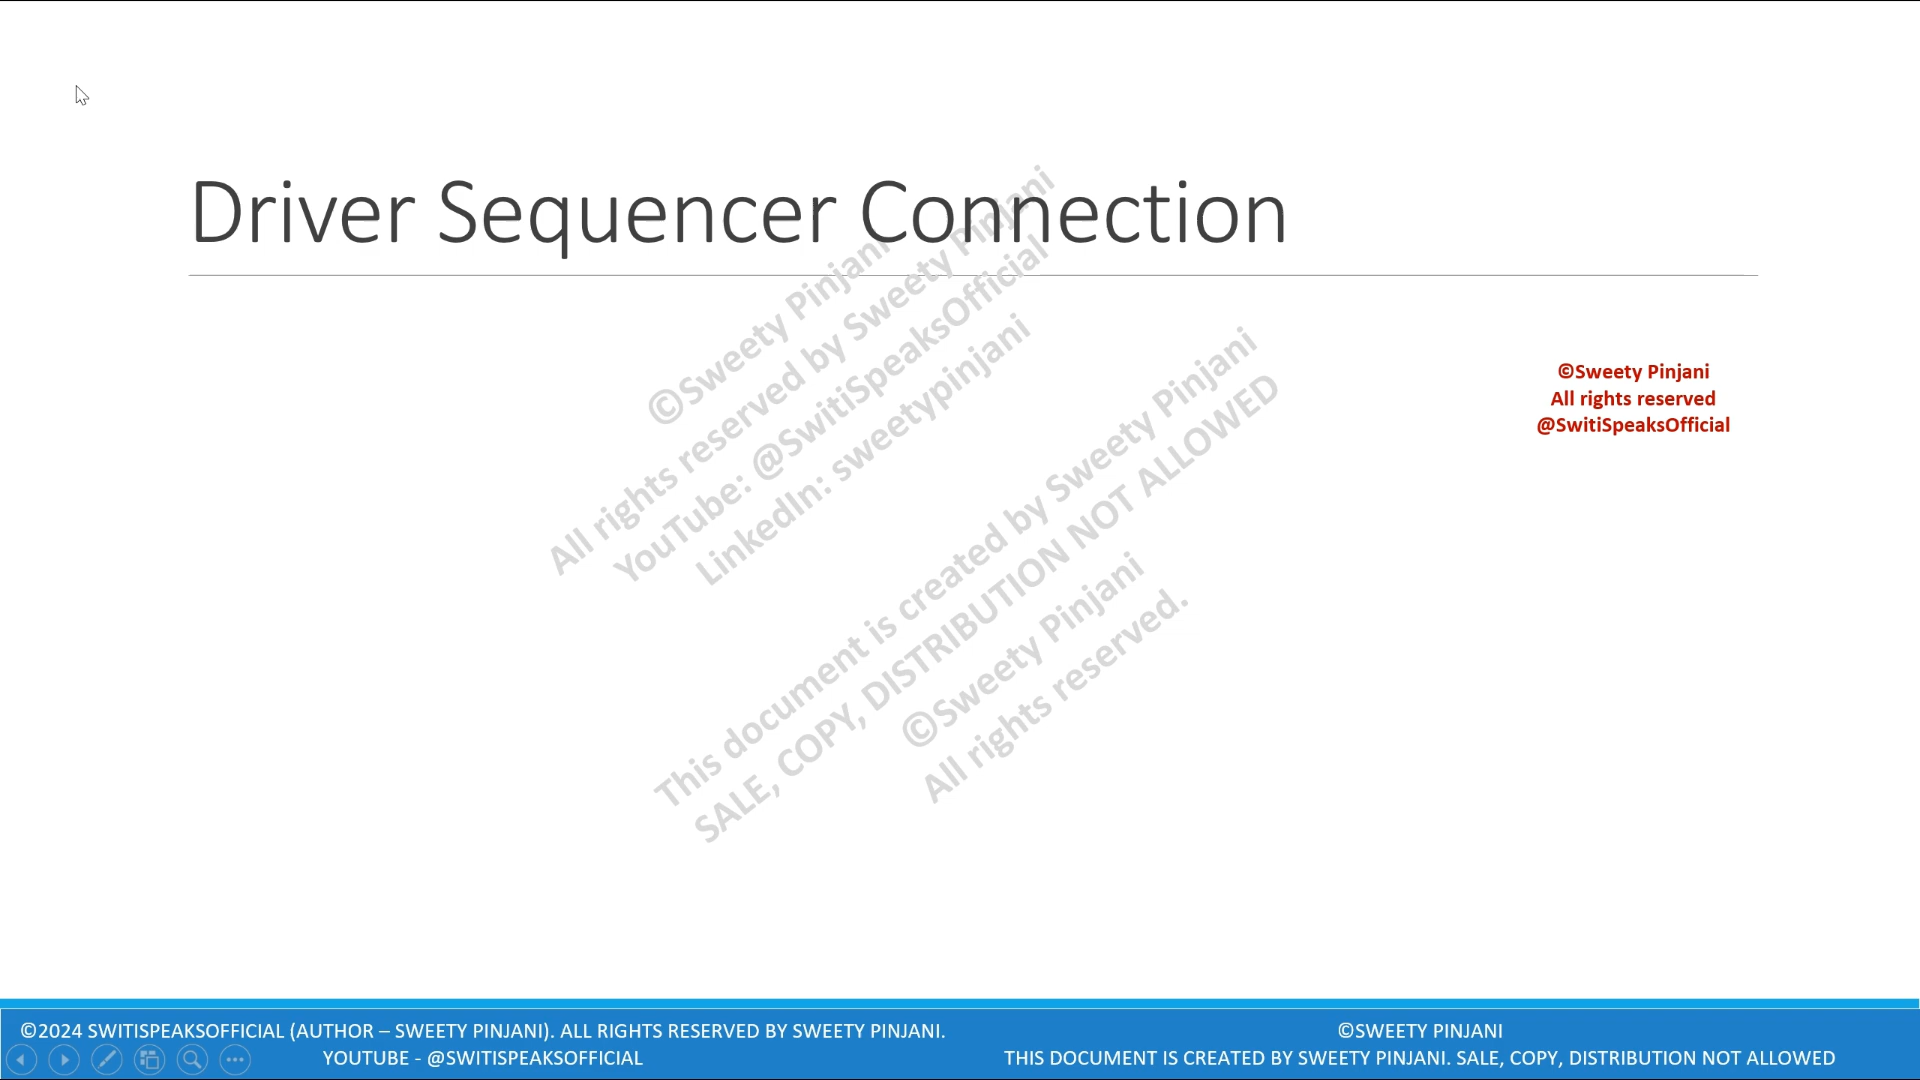 Driver Sequencer Connection
©Sweety Pinjani
All rights reserved by Sweety Pinjani
YouTube: @SwitiSpeaksOfficial
LinkedIn: sweetypinjani
©Sweety Pinjani
All rights reserved
@SwitiSpeaksOfficial
This document is created by Sweety Pinjani
SALE, COPY, DISTRIBUTION NOT ALLOWED
©Sweety Pinjani
All rights reserved.
©2024 SWITISPEAKSOFFICIAL (AUTHOR – SWEETY PINJANI). ALL RIGHTS RESERVED BY SWEETY PINJANI.
YOUTUBE - @SWITISPEAKSOFFICIAL
©SWEETY PINJANI
THIS DOCUMENT IS CREATED BY SWEETY PINJANI. SALE, COPY, DISTRIBUTION NOT ALLOWED